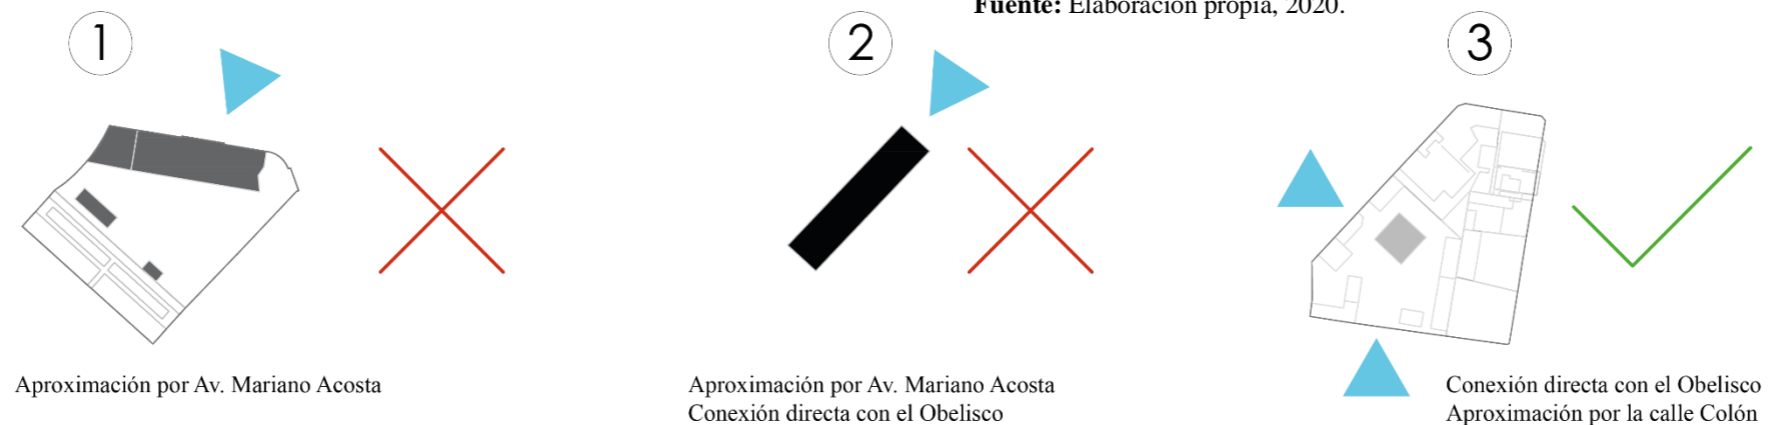 Fuente: Elaboración propia, 2020.
1
2
3
Aproximación por Av. Mariano Acosta
Aproximación por Av. Mariano Acosta
Conexión directa con el Obelisco
Conexión directa con el Obelisco
Aproximación por la calle Colón